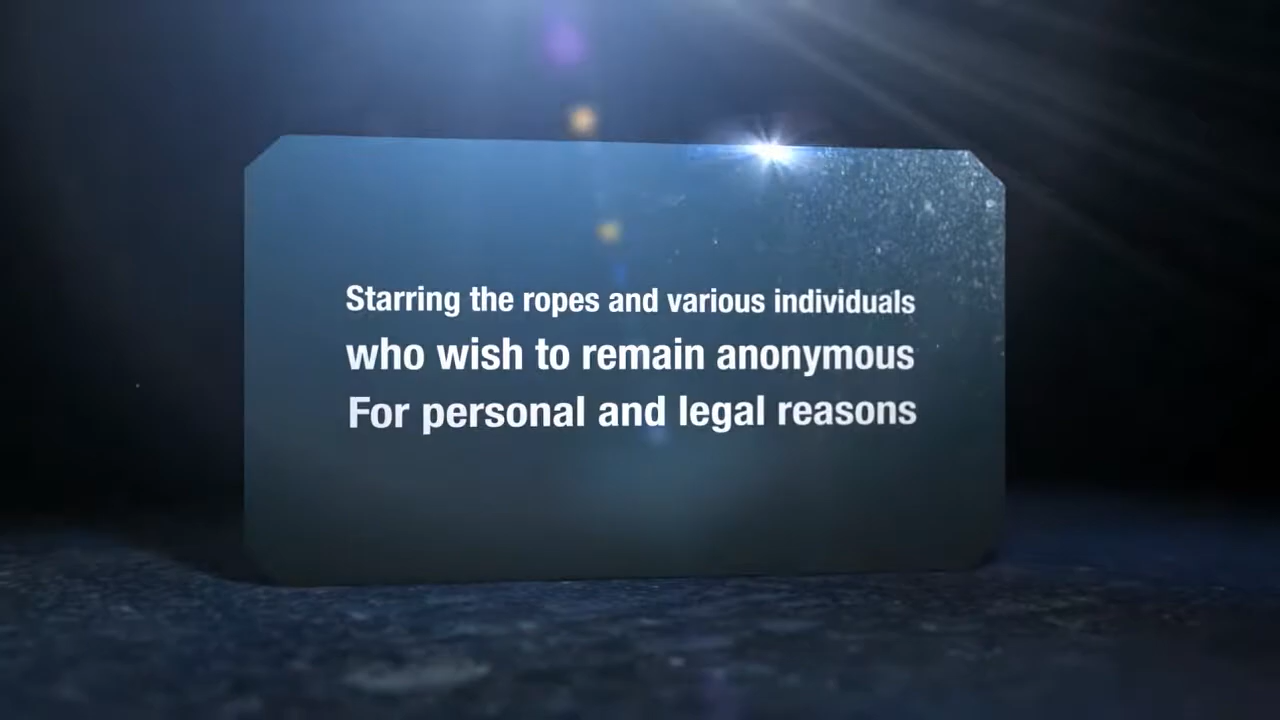 Starring the ropes and various individuals
who wish to remain anonymous
For personal and legal reasons